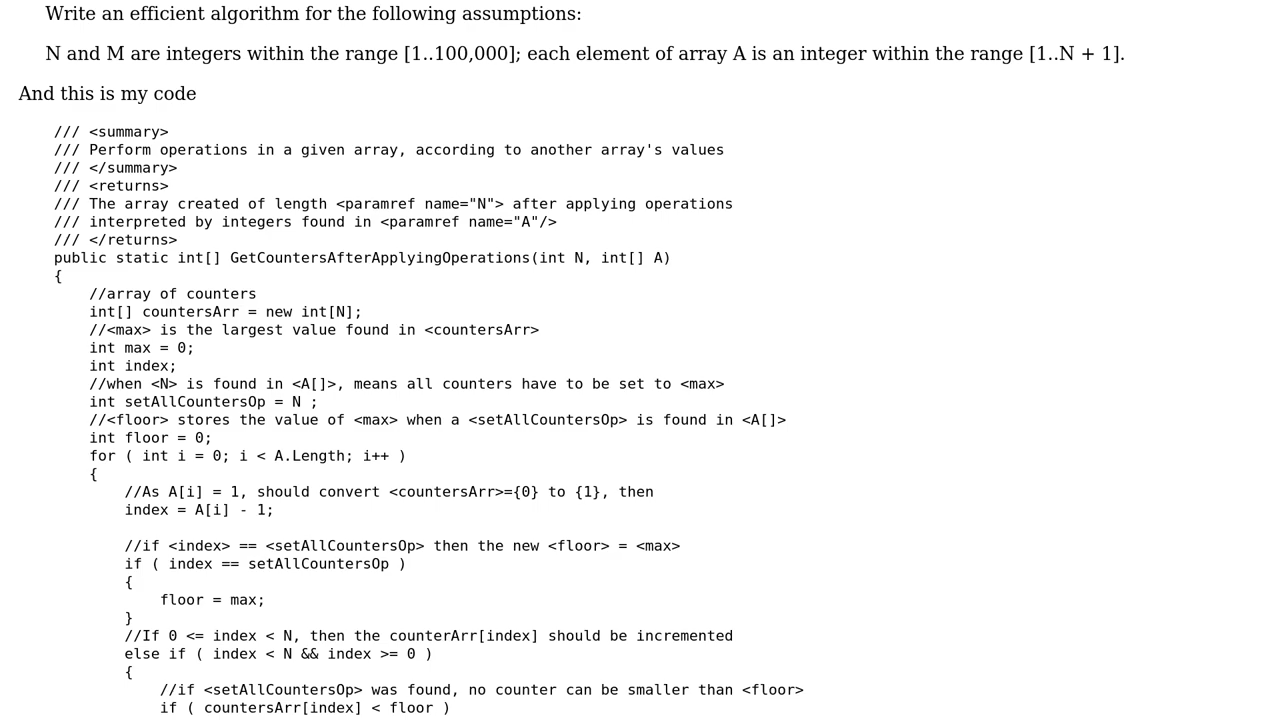 Write an efficient algorithm for the following assumptions:
N and M are integers within the range [1..100,000]; each element of array A is an integer within the range [1..N + 1].
And this is my code
/// <summary>
/// Perform operations in a given array, according to another array's values
/// </summary>
/// <returns>
/// The array created of length <paramref name="N"> after applying operations
/// interpreted by integers found in <paramref name="A"/>
/// </returns>
public static int[] GetCountersAfterApplyingOperations(int N, int[] A)
{
//array of counters
int[] countersArr = new int[N];
//<max> is the largest value found in <countersArr>
int max = 0;
int index;
//when <N> is found in <A[]>, means all counters have to be set to <max>
int setAllCountersOp = N ;
//<floor> stores the value of <max> when a <setAllCountersOp> is found in <A[]>
int floor = 0;
for ( int i = 0; i < A.Length; i++ )
{
//As A[i] = 1, should convert <countersArr>={0} to {1}, then
index = A[i] - 1;
//if <index> == <setAllCountersOp> then the new <floor> = <max>
if ( index == setAllCountersOp )
{
floor = max;
}
//If 0 <= index < N, then the counterArr[index] should be incremented
else if ( index < N && index >= 0 )
{
//if <setAllCountersOp> was found, no counter can be smaller than <floor>
if ( countersArr[index] < floor )